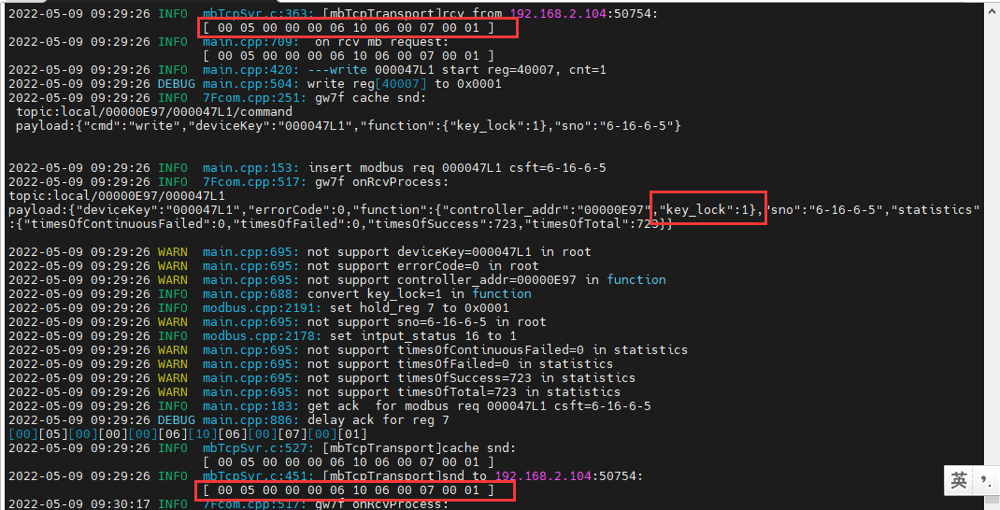 2022-05-09 09:29:26 INFO  mbTcpSvr.c:363: [mbTcpTransport]rcv from 192.168.2.104:50754:
[ 00 05 00 00 00 06 10 06 00 07 00 01 ]
2022-05-09 09:29:26 INFO  main.cpp:709:  on rcv mb request:
[ 00 05 00 00 00 06 10 06 00 07 00 01 ]
2022-05-09 09:29:26 INFO  main.cpp:420: ---write 000047L1 start reg=40007, cnt=1
2022-05-09 09:29:26 DEBUG main.cpp:504: write reg[40007] to 0x0001
2022-05-09 09:29:26 INFO  7Fcom.cpp:251: gw7f cache snd:
topic:local/00000E97/000047L1/command
payload:{"cmd":"write","deviceKey":"000047L1","function":{"key_lock":1},"sno":"6-16-6-5"}
2022-05-09 09:29:26 INFO  main.cpp:153: insert modbus req 000047L1 csft=6-16-6-5
2022-05-09 09:29:26 INFO  7Fcom.cpp:517: gw7f onRcvProcess:
topic:local/00000E97/000047L1
payload:{"deviceKey":"000047L1","errorCode":0,"function":{"controller_addr":"00000E97","key_lock":1},"sno":"6-16-6-5","statistics"
:{"timesOfContinuousFailed":0,"timesOfFailed":0,"timesOfSuccess":723,"timesOfTotal":723}}
2022-05-09 09:29:26 WARN  main.cpp:695: not support deviceKey=000047L1 in root
2022-05-09 09:29:26 WARN  main.cpp:695: not support errorCode=0 in root
2022-05-09 09:29:26 WARN  main.cpp:695: not support controller_addr=00000E97 in function
2022-05-09 09:29:26 INFO  main.cpp:688: convert key_lock=1 in function
2022-05-09 09:29:26 INFO  modbus.cpp:2191: set hold_reg 7 to 0x0001
2022-05-09 09:29:26 WARN  main.cpp:695: not support sno=6-16-6-5 in root
2022-05-09 09:29:26 INFO  modbus.cpp:2178: set intput_status 16 to 1
2022-05-09 09:29:26 WARN  main.cpp:695: not support timesOfContinuousFailed=0 in statistics
2022-05-09 09:29:26 WARN  main.cpp:695: not support timesOfFailed=0 in statistics
2022-05-09 09:29:26 WARN  main.cpp:695: not support timesOfSuccess=723 in statistics
2022-05-09 09:29:26 WARN  main.cpp:695: not support timesOfTotal=723 in statistics
2022-05-09 09:29:26 INFO  main.cpp:183: get ack  for modbus req 000047L1 csft=6-16-6-5
2022-05-09 09:29:26 DEBUG main.cpp:886: delay ack for reg 7
[00][05][00][00][00][06][10][06][00][07][00][01]
2022-05-09 09:29:26 INFO  mbTcpSvr.c:527: [mbTcpTransport]cache snd:
[ 00 05 00 00 00 06 10 06 00 07 00 01 ]
2022-05-09 09:29:26 INFO  mbTcpSvr.c:451: [mbTcpTransport]snd to 192.168.2.104:50754:
[ 00 05 00 00 00 06 10 06 00 07 00 01 ]
英 ❜.
2022-05-09 09:30:17 INFO  7Fcom.cpp:517: gw7f onRcvProcess: